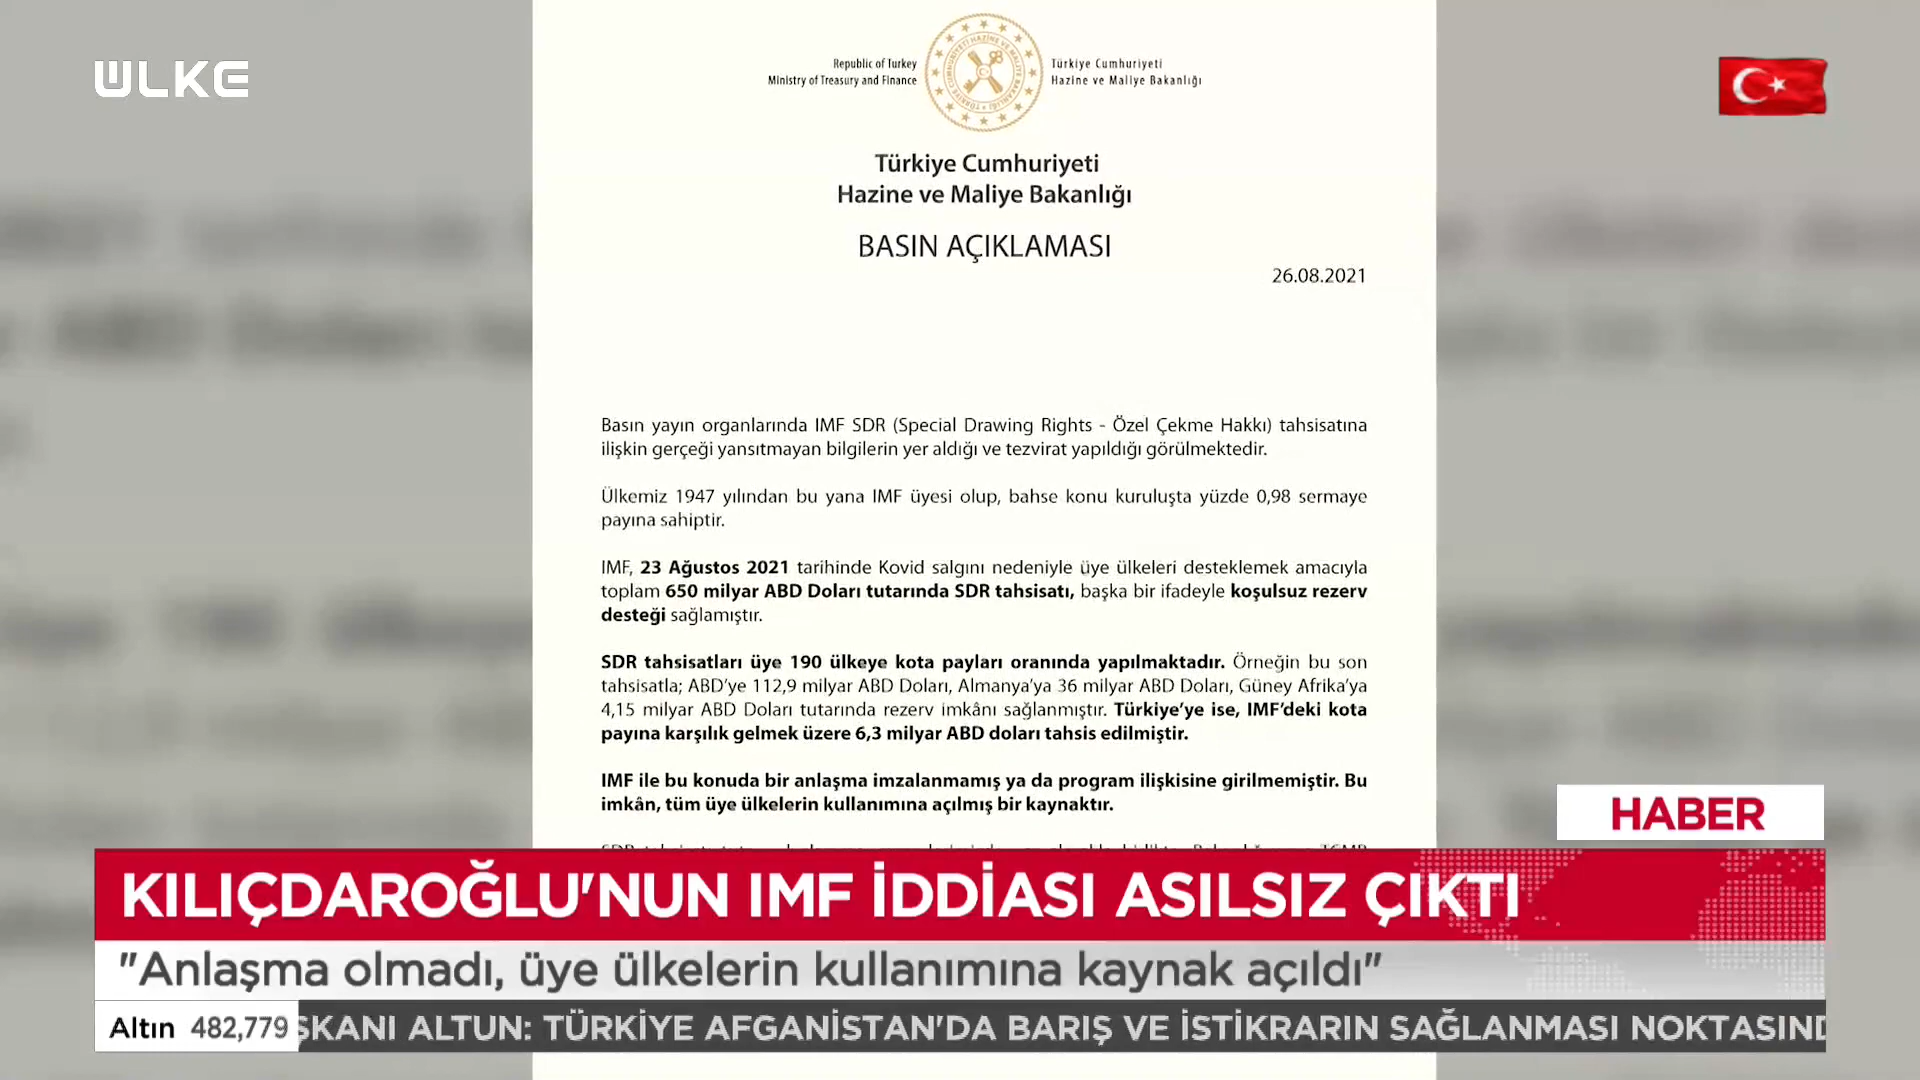 ÜLKE
Republic of Turkey
Ministry of Treasury and Finance
Türkiye Cumhuriyeti
Hazine ve Maliye Bakanlığı
Türkiye Cumhuriyeti
Hazine ve Maliye Bakanlığı
BASIN AÇIKLAMASI
26.08.2021
Basın yayın organlarında IMF SDR (Special Drawing Rights - Özel Çekme Hakkı) tahsisatına
ilişkin gerçeği yansıtmayan bilgilerin yer aldığı ve tezvirat yapıldığı görülmektedir.
Ülkemiz 1947 yılından bu yana IMF üyesi olup, bahse konu kuruluşta yüzde 0,98 sermaye
payına sahiptir.
IMF, 23 Ağustos 2021 tarihinde Kovid salgını nedeniyle üye ülkeleri desteklemek amacıyla
toplam 650 milyar ABD Doları tutarında SDR tahsisatı, başka bir ifadeyle koşulsuz rezerv
desteği sağlamıştır.
SDR tahsisatları üye 190 ülkeye kota payları oranında yapılmaktadır. Örneğin bu son
tahsisatla; ABD’ye 112,9 milyar ABD Doları, Almanya’ya 36 milyar ABD Doları, Güney Afrika’ya
4,15 milyar ABD Doları tutarında rezerv imkânı sağlanmıştır. Türkiye’ye ise, IMF’deki kota
payına karşılık gelmek üzere 6,3 milyar ABD doları tahsis edilmiştir.
IMF ile bu konuda bir anlaşma imzalanmamış ya da program ilişkisine girilmemiştir. Bu
imkân, tüm üye ülkelerin kullanımına açılmış bir kaynaktır.
HABER
KILIÇDAROĞLU'NUN IMF İDDİASI ASILSIZ ÇIKTI
"Anlaşma olmadı, üye ülkelerin kullanımına kaynak açıldı"
Altın 482,779 ŞKANI ALTUN: TÜRKİYE AFGANİSTAN'DA BARIŞ VE İSTİKRARIN SAĞLANMASI NOKTASIND